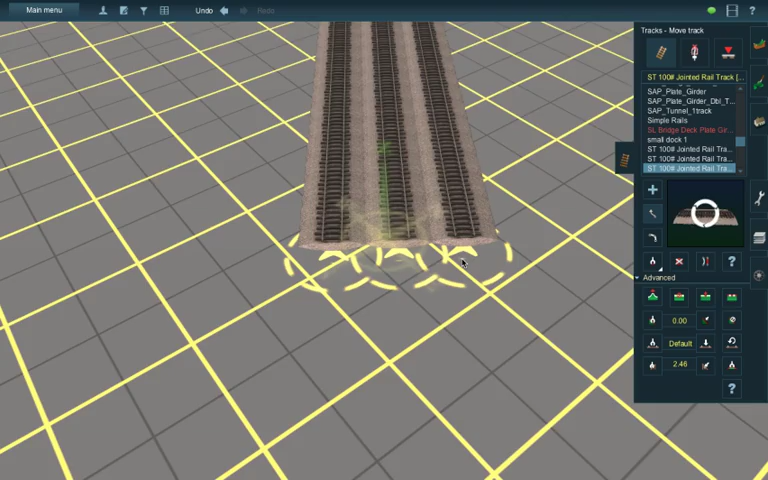 Main menu
Undo
Redo
?
Tracks - Move track
ST 100# Jointed Rail Track [...
SAP_Plate_Girder
SAP_Plate_Girder_Dbl_T...
SAP_Tunnel_1track
Simple Rails
SL Bridge Deck Plate Gir...
small dock 1
ST 100# Jointed Rail Tra...
ST 100# Jointed Rail Tra...
ST 100# Jointed Rail Tra...
?
Advanced
0.00
Default
2.46
?